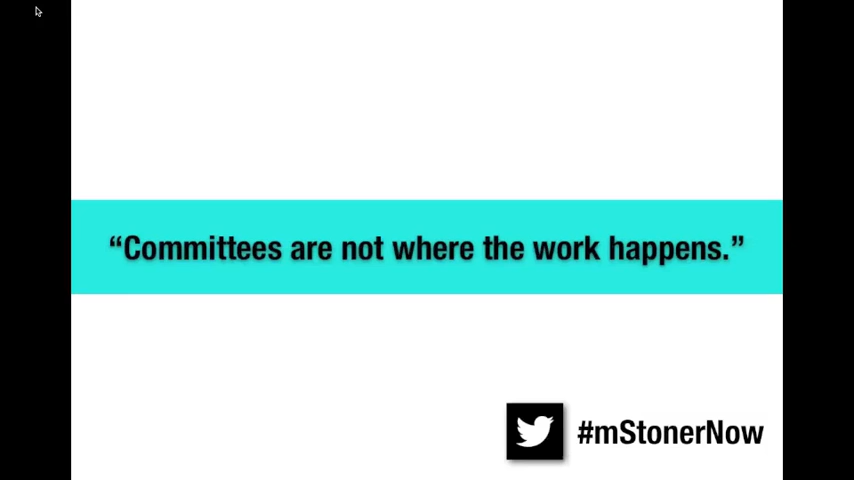 “Committees are not where the work happens.”
#mStonerNow